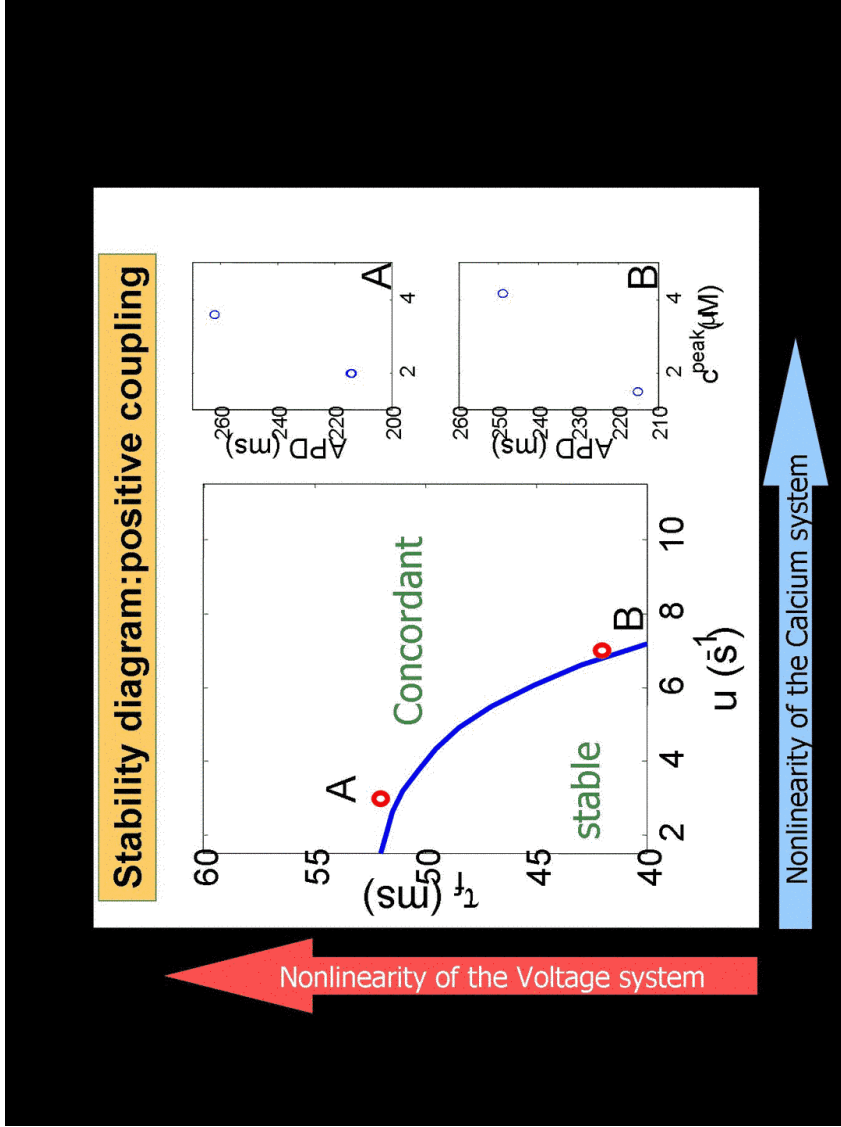 Stability diagram:positive coupling
Nonlinearity of the Voltage system
60
55
50
45
40
τf (ms)
2
4
6
8
10
u (s-1)
A
Concordant
stable
B
260
240
220
200
APD (ms)
2
4
A
260
250
240
230
220
210
APD (ms)
2
4
B
cpeak(μM)
Nonlinearity of the Calcium system